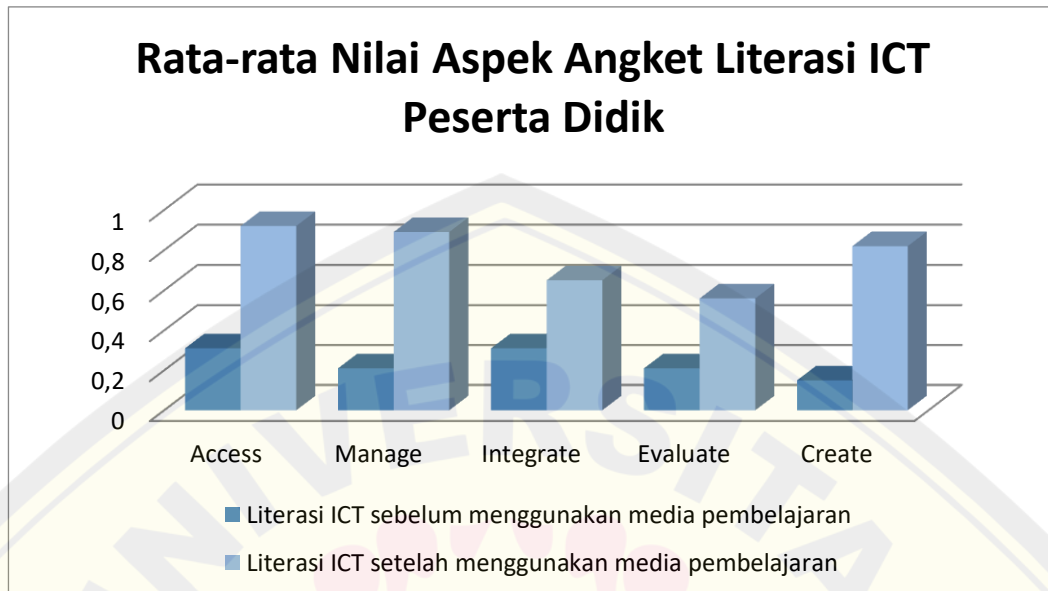 Rata-rata Nilai Aspek Angket Literasi ICT
Peserta Didik
1
0,8
0,6
0,4
0,2
0
Access Manage Integrate Evaluate Create
Literasi ICT sebelum menggunakan media pembelajaran
Literasi ICT setelah menggunakan media pembelajaran
UNIVERSITA